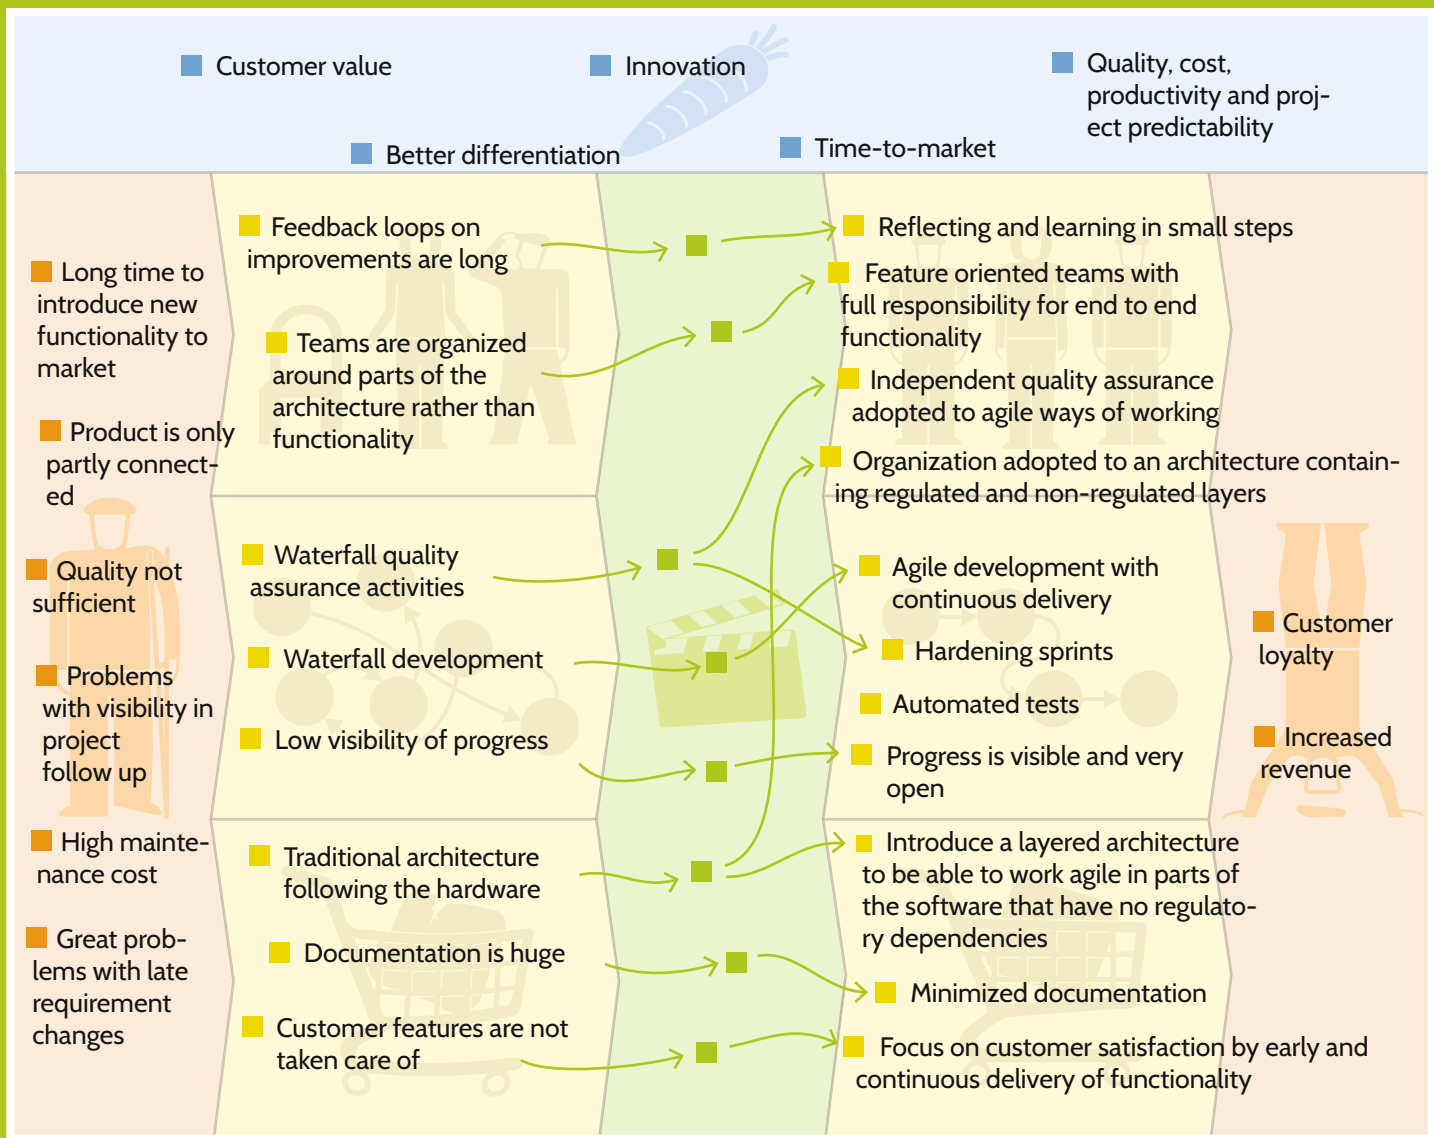 Customer value
Innovation
Quality, cost,
productivity and proj-
ect predictability
Better differentiation
Time-to-market
Long time to
introduce new
functionality to
market
Product is only
partly connect-
ed
Quality not
sufficient
Problems
with visibility in
project
follow up
High mainte-
nance cost
Great prob-
lems with late
requirement
changes
Feedback loops on
improvements are long
Teams are organized
around parts of the
architecture rather than
functionality
Waterfall quality
assurance activities
Waterfall development
Low visibility of progress
Traditional architecture
following the hardware
Documentation is huge
Customer features are not
taken care of
Reflecting and learning in small steps
Feature oriented teams with
full responsibility for end to end
functionality
Independent quality assurance
adopted to agile ways of working
Organization adopted to an architecture contain-
ing regulated and non-regulated layers
Agile development with
continuous delivery
Hardening sprints
Automated tests
Progress is visible and very
open
Introduce a layered architecture
to be able to work agile in parts of
the software that have no regulato-
ry dependencies
Minimized documentation
Focus on customer satisfaction by early and
continuous delivery of functionality
Customer
loyalty
Increased
revenue